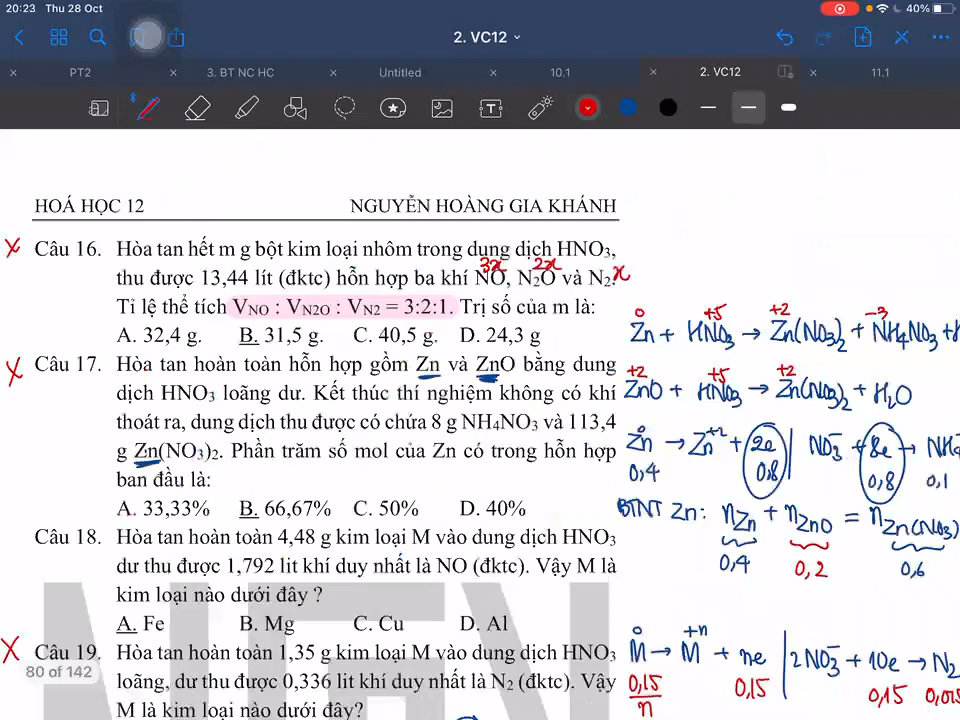 20:23 Thu 28 Oct 40%
2. VC12
PT2 3. BT NC HC Untitled 10.1 2. VC12 11.1
HOÁ HỌC 12 NGUYỄN HOÀNG GIA KHÁNH
Câu 16. Hòa tan hết m g bột kim loại nhôm trong dung dịch HNO3,
3x 2x
thu được 13,44 lít (đktc) hỗn hợp ba khí NO, N2O và N2. x
Tỉ lệ thể tích VNO : VN2O : VN2 = 3:2:1. Trị số của m là:
A. 32,4 g. B. 31,5 g. C. 40,5 g. D. 24,3 g
Câu 17. Hòa tan hoàn toàn hỗn hợp gồm Zn và ZnO bằng dung
dịch HNO3 loãng dư. Kết thúc thí nghiệm không có khí
thoát ra, dung dịch thu được có chứa 8 g NH4NO3 và 113,4
g Zn(NO3)2. Phần trăm số mol của Zn có trong hỗn hợp
ban đầu là:
A. 33,33% B. 66,67% C. 50% D. 40%
Câu 18. Hòa tan hoàn toàn 4,48 g kim loại M vào dung dịch HNO3
dư thu được 1,792 lit khí duy nhất là NO (đktc). Vậy M là
kim loại nào dưới đây ?
A. Fe B. Mg C. Cu D. Al
Câu 19. Hòa tan hoàn toàn 1,35 g kim loại M vào dung dịch HNO3
loãng, dư thu được 0,336 lit khí duy nhất là N2 (đktc). Vậy
M là kim loại nào dưới đây?
80 of 142
0 +5 +2 -3
Zn + HNO3 → Zn(NO3)2 + NH4NO3 + H
+2 +5 +2
ZnO + HNO3 → Zn(NO3)2 + H2O
0
Zn → Zn+2 + 2e | NO3- + 8e → NH4
0,4 0,8 0,8 0,1
BTNT Zn: nZn + nZnO = nZn(NO3)
0,4 0,2 0,6
0 +n
M → M + ne | 2NO3- + 10e → N2
0,15/n 0,15 0,15 0,015